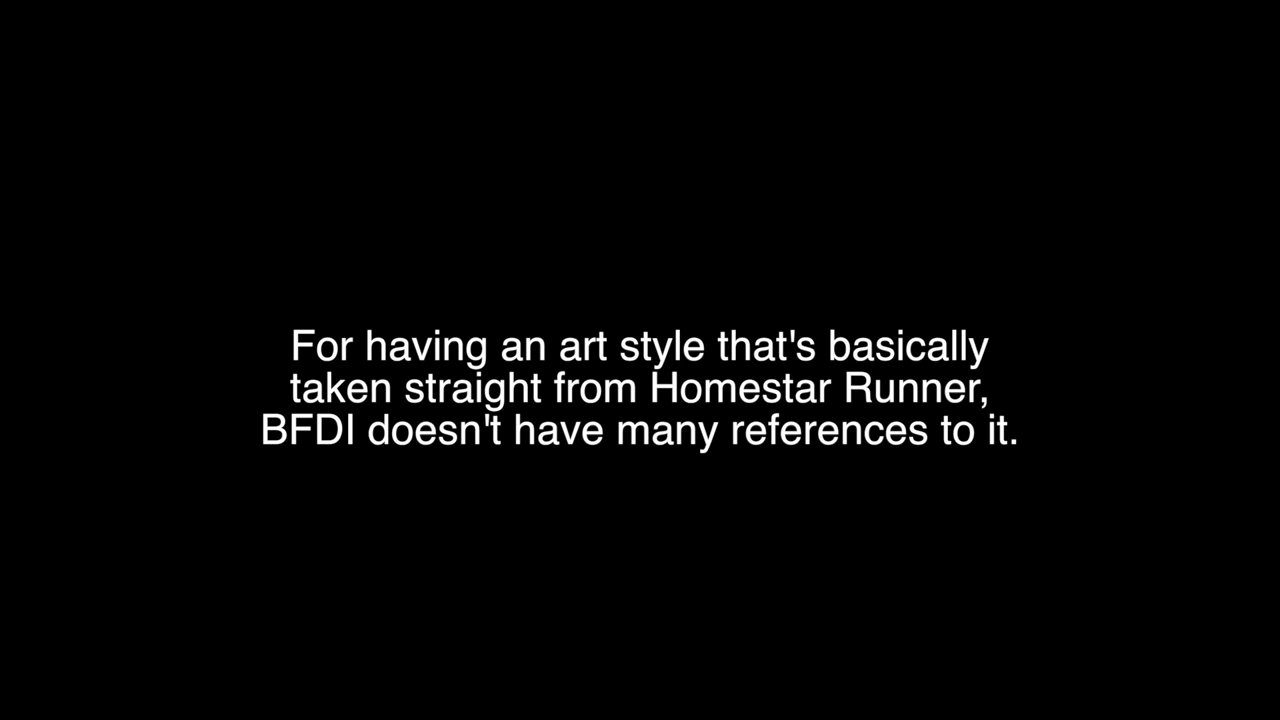 For having an art style that's basically
taken straight from Homestar Runner,
BFDI doesn't have many references to it.